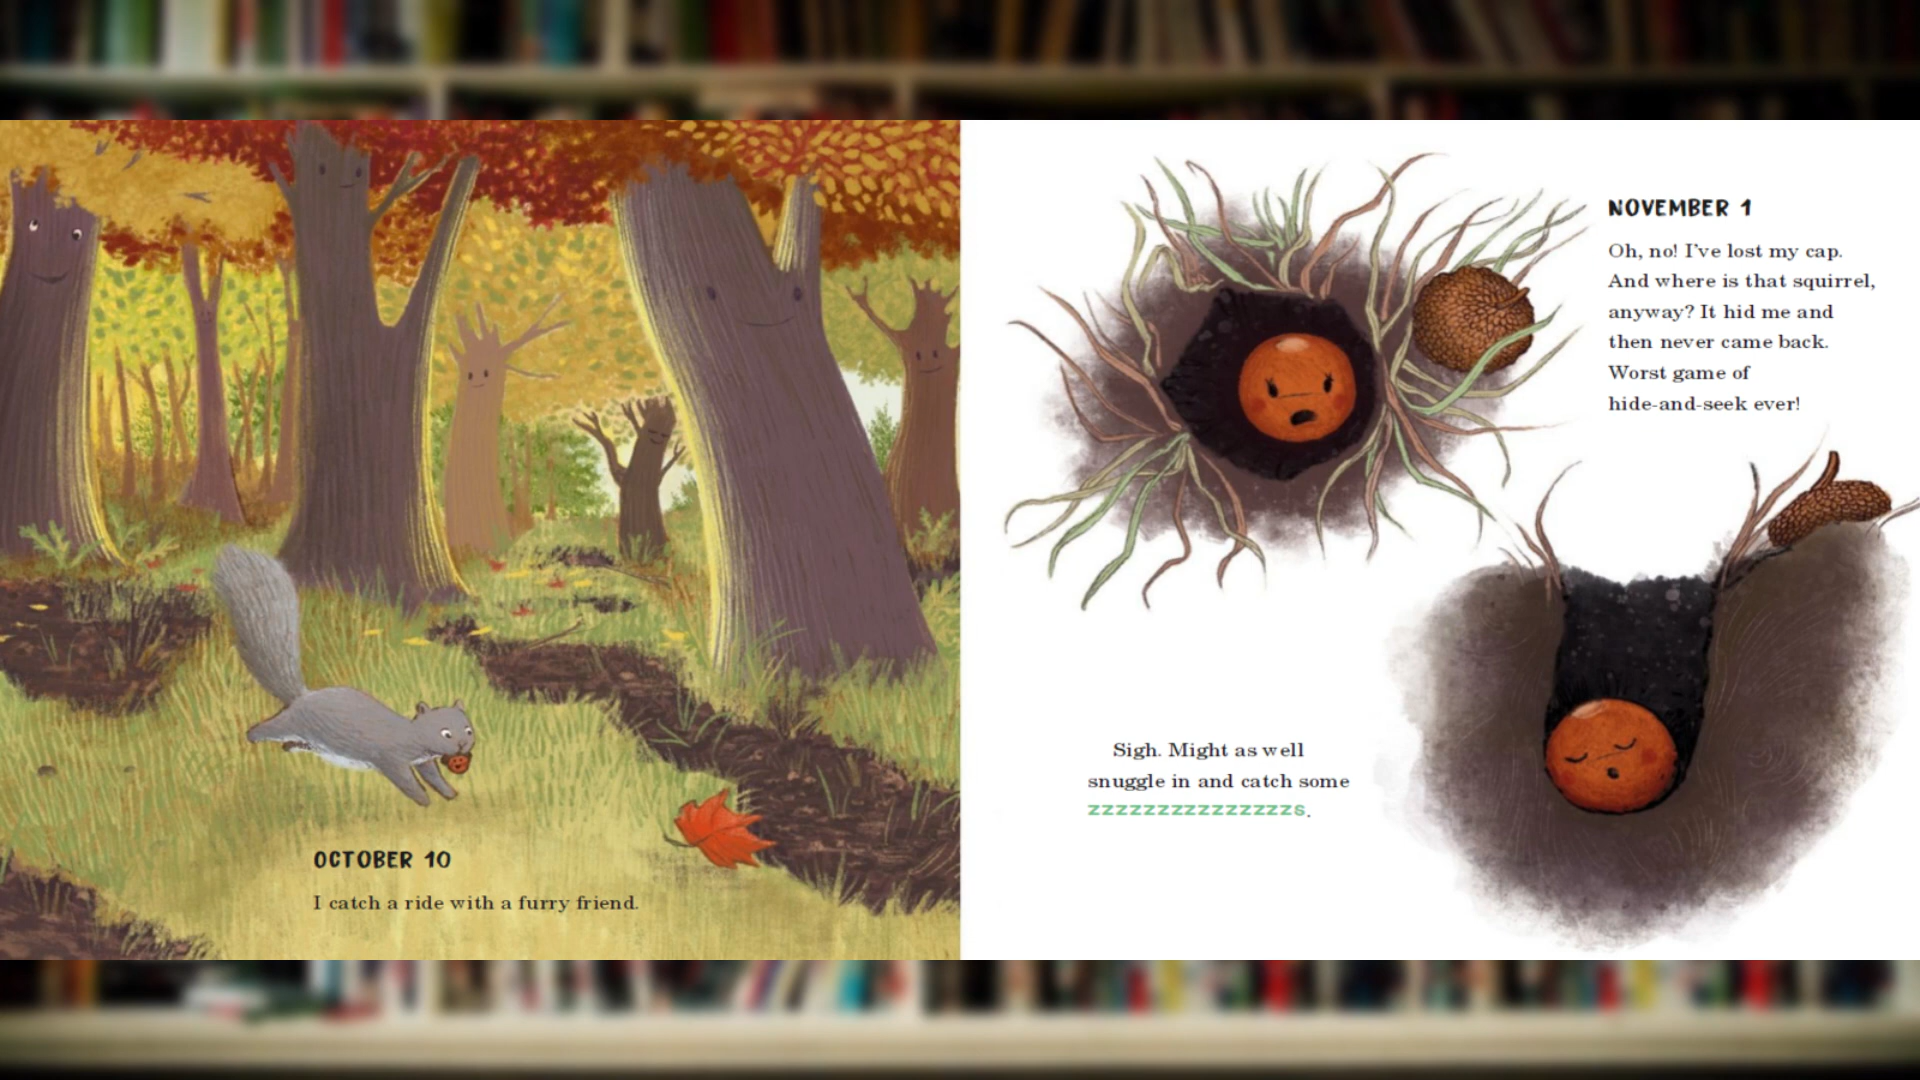 OCTOBER 10
I catch a ride with a furry friend.
NOVEMBER 1
Oh, no! I've lost my cap.
And where is that squirrel,
anyway? It hid me and
then never came back.
Worst game of
hide-and-seek ever!
Sigh. Might as well
snuggle in and catch some
zzzzzzzzzzzzzzzs.